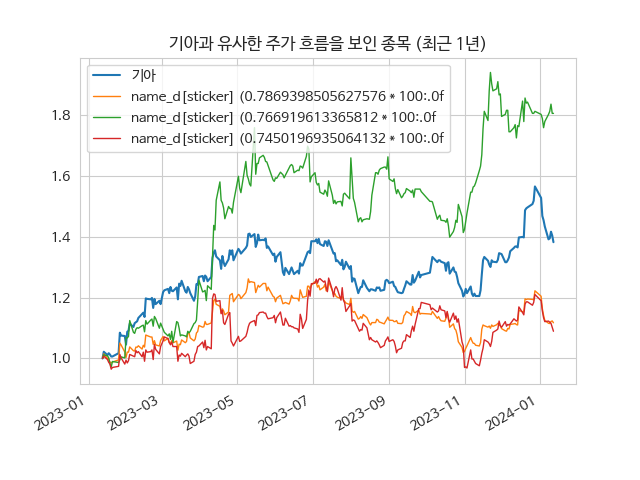 기아과 유사한 주가 흐름을 보인 종목 (최근 1년)
기아
name_d[sticker] (0.7869398505627576 * 100:.0f
name_d[sticker] (0.766919613365812 * 100:.0f
name_d[sticker] (0.7450196935064132 * 100:.0f
1.8
1.6
1.4
1.2
1.0
2023-01
2023-03
2023-05
2023-07
2023-09
2023-11
2024-01